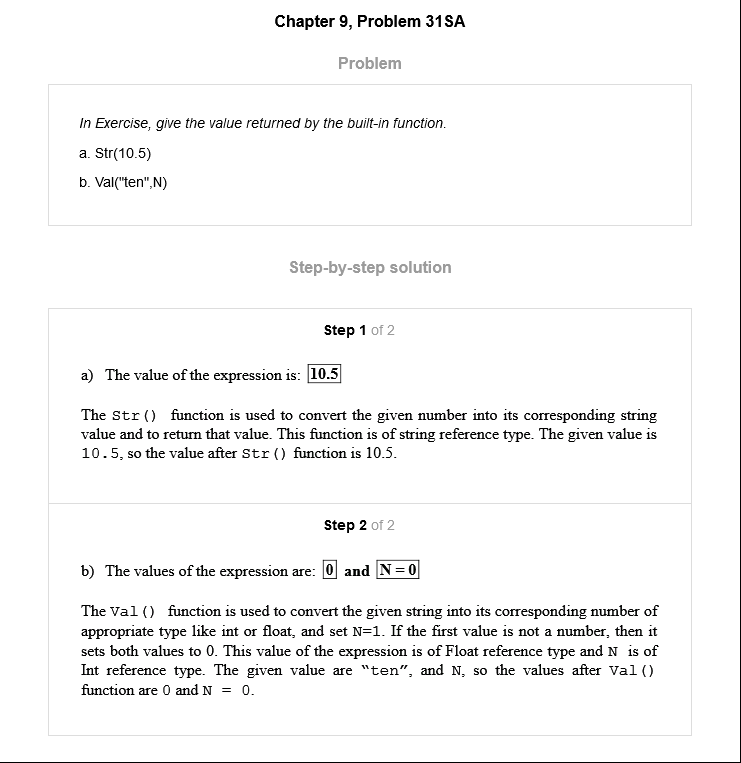 Chapter 9, Problem 31SA
Problem
In Exercise, give the value returned by the built-in function.
a. Str(10.5)
b. Val("ten",N)
Step-by-step solution
Step 1 of 2
a) The value of the expression is: 10.5
The Str() function is used to convert the given number into its corresponding string
value and to return that value. This function is of string reference type. The given value is
10.5, so the value after Str() function is 10.5.
Step 2 of 2
b) The values of the expression are: 0 and N = 0
The Val() function is used to convert the given string into its corresponding number of
appropriate type like int or float, and set N=1. If the first value is not a number, then it
sets both values to 0. This value of the expression is of Float reference type and N is of
Int reference type. The given value are “ten”, and N, so the values after Val()
function are 0 and N = 0.